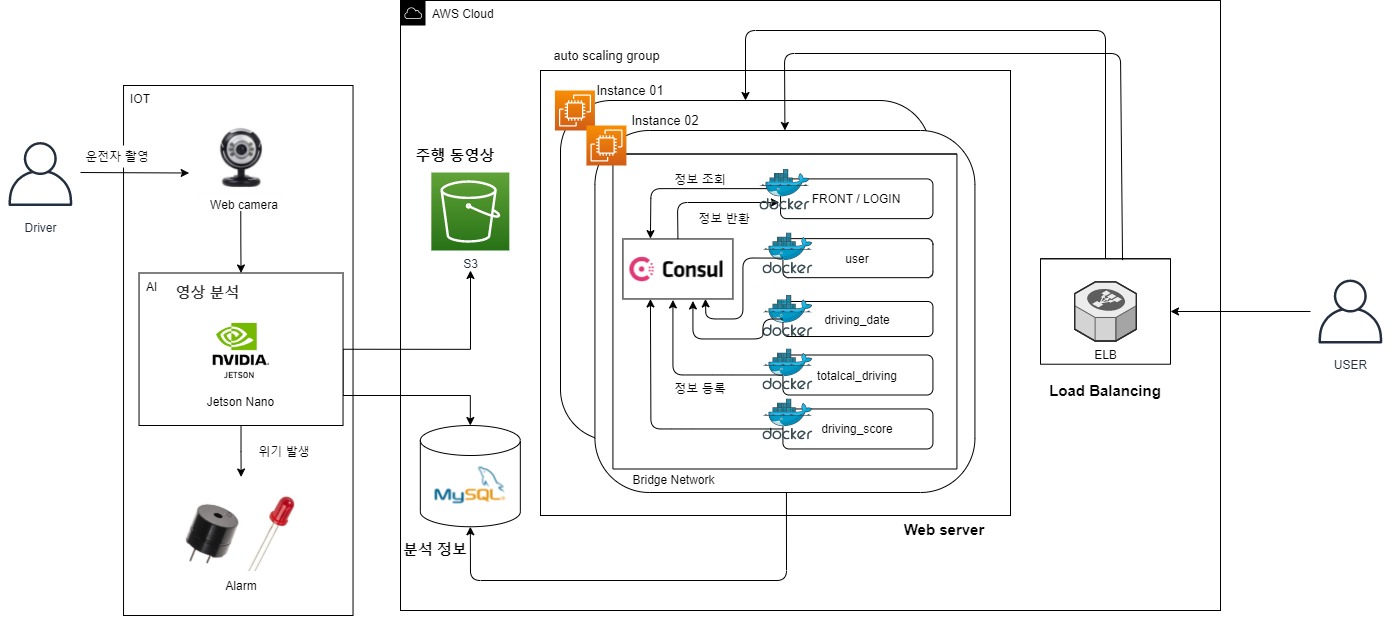 AWS Cloud
auto scaling group
IOT
Instance 01
Instance 02
운전자 촬영
Driver
Web camera
주행 동영상
S3
정보 조회
docker
FRONT / LOGIN
정보 반환
Consul
docker
user
docker
driving_date
docker
totalcal_driving
정보 등록
docker
driving_score
Bridge Network
Web server
AI
영상 분석
NVIDIA.
JETSON
Jetson Nano
위기 발생
Alarm
MySQL
분석 정보
ELB
Load Balancing
USER